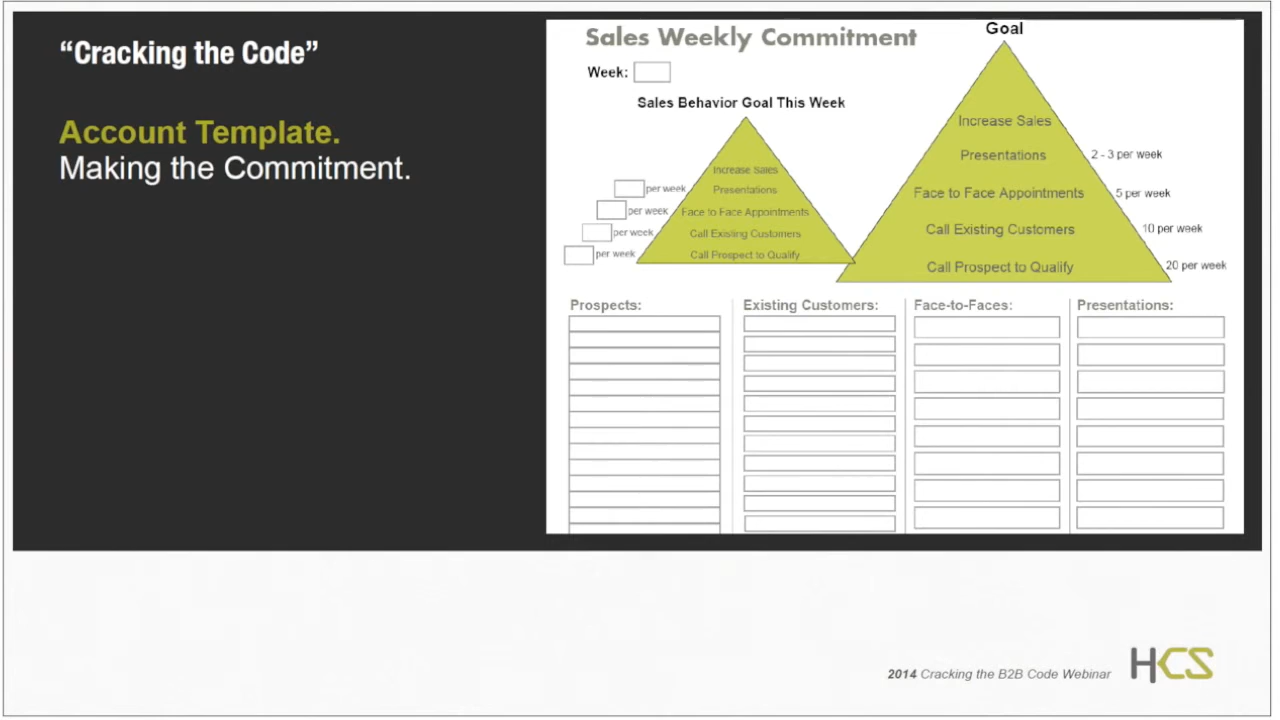 “Cracking the Code”
Account Template.
Making the Commitment.
Sales Weekly Commitment
Week:
Sales Behavior Goal This Week
Increase Sales
per week Presentations
per week Face to Face Appointments
per week Call Existing Customers
per week Call Prospect to Qualify
Goal
Increase Sales
Presentations 2 - 3 per week
Face to Face Appointments 5 per week
Call Existing Customers 10 per week
Call Prospect to Qualify 20 per week
Prospects: Existing Customers: Face-to-Faces: Presentations:
2014 Cracking the B2B Code Webinar
HCS